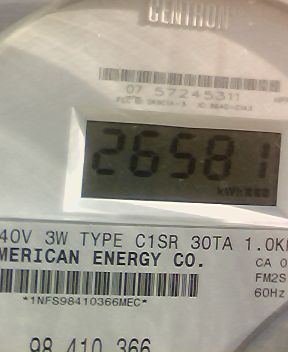 CENTRON
07 57245311
26581
kWh
40V 3W TYPE C1SR 30TA 1.0K
MERICAN ENERGY CO.
CA 0
FM2S
60Hz
*1NFS98410366MEC*
98 410 366